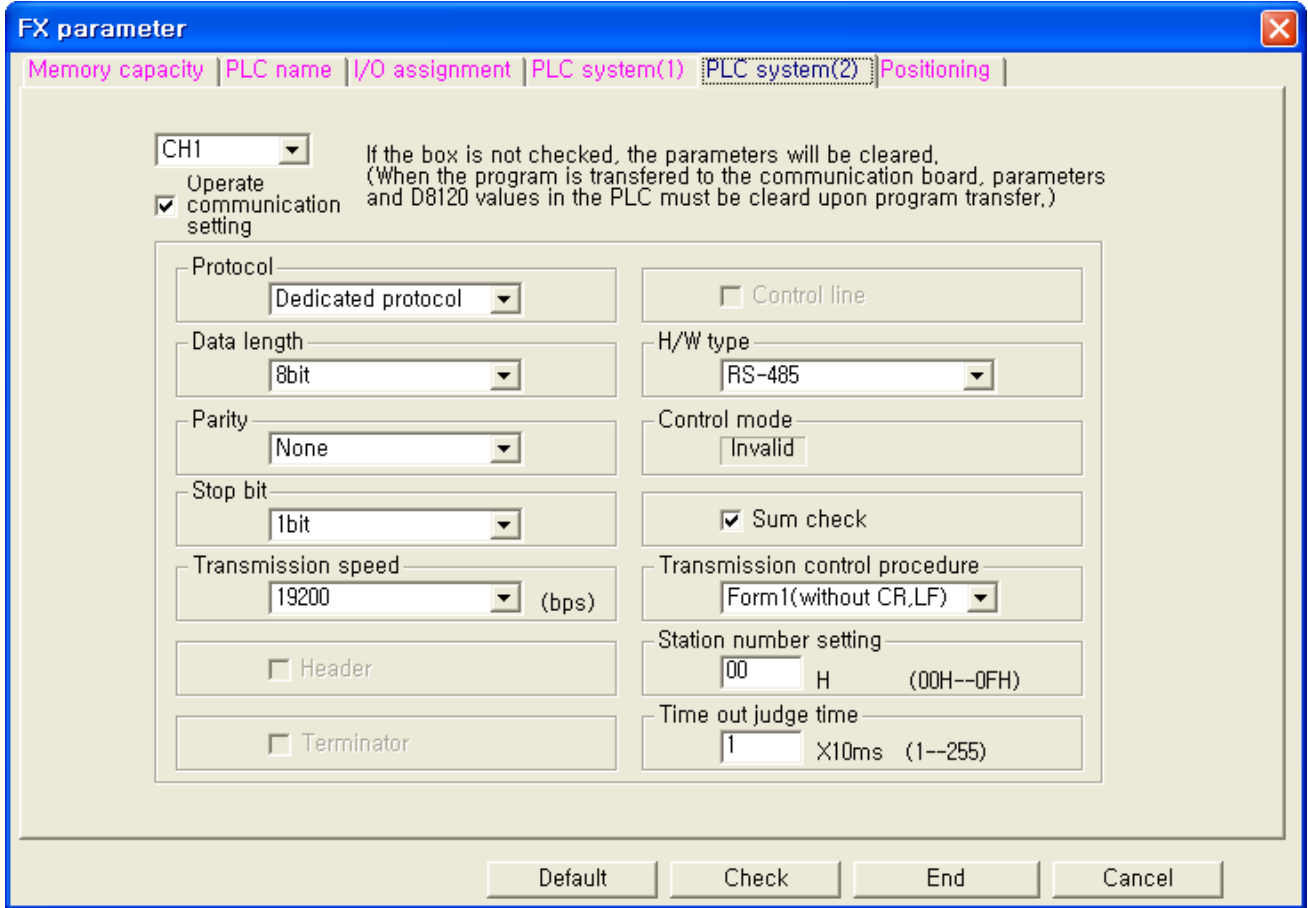 FX parameter
Memory capacity PLC name I/O assignment PLC system(1) PLC system(2) Positioning
CH1
If the box is not checked, the parameters will be cleared.
(When the program is transfered to the communication board, parameters
and D8120 values in the PLC must be cleard upon program transfer.)
Operate
communication
setting
Protocol
Dedicated protocol
Control line
Data length
8bit
H/W type
RS-485
Parity
None
Control mode
Invalid
Stop bit
1bit
Sum check
Transmission speed
19200 (bps)
Transmission control procedure
Form1(without CR,LF)
Header
Station number setting
00 H (00H--0FH)
Terminator
Time out judge time
1 X10ms (1--255)
Default Check End Cancel